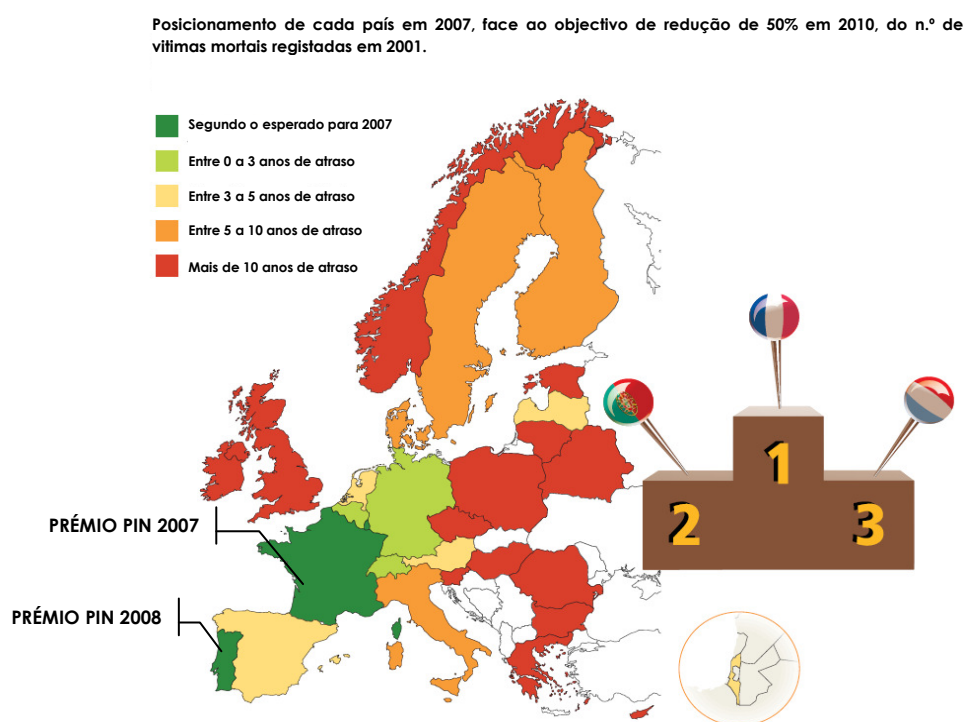 Posicionamento de cada país em 2007, face ao objectivo de redução de 50% em 2010, do n.º de
vitimas mortais registadas em 2001.
Segundo o esperado para 2007
Entre 0 a 3 anos de atraso
Entre 3 a 5 anos de atraso
Entre 5 a 10 anos de atraso
Mais de 10 anos de atraso
1
2
3
PRÉMIO PIN 2007
PRÉMIO PIN 2008